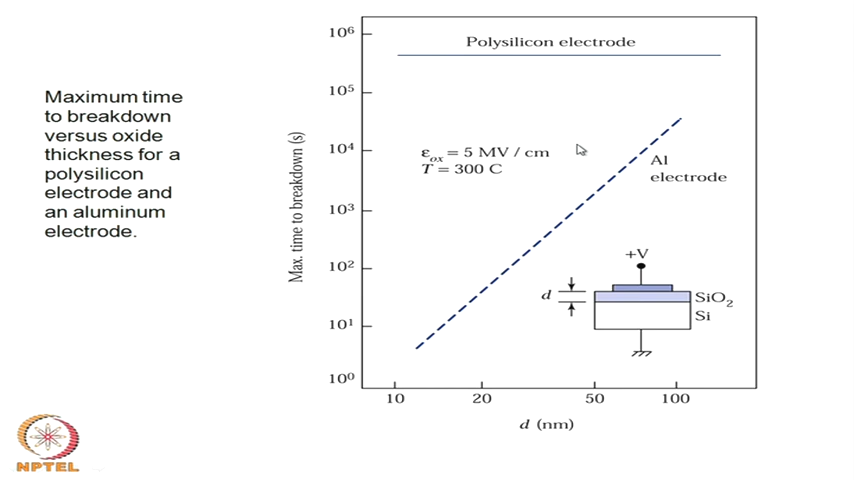 Maximum time
to breakdown
versus oxide
thickness for a
polysilicon
electrode and
an aluminum
electrode.
Max. time to breakdown (s)
10⁶
10⁵
10⁴
10³
10²
10¹
10⁰
Polysilicon electrode
εox = 5 MV / cm
T = 300 C
Al
electrode
+V
d
SiO₂
Si
10 20 50 100
d (nm)
NPTEL